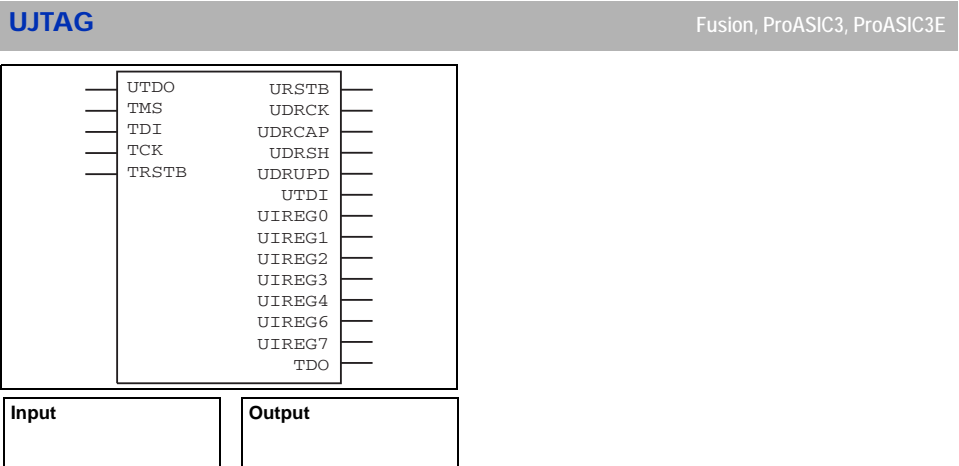 UJTAG Fusion, ProASIC3, ProASIC3E
UTDO URSTB
TMS UDRCK
TDI UDRCAP
TCK UDRSH
TRSTB UDRUPD
UTDI
UIREG0
UIREG1
UIREG2
UIREG3
UIREG4
UIREG6
UIREG7
TDO
Input Output